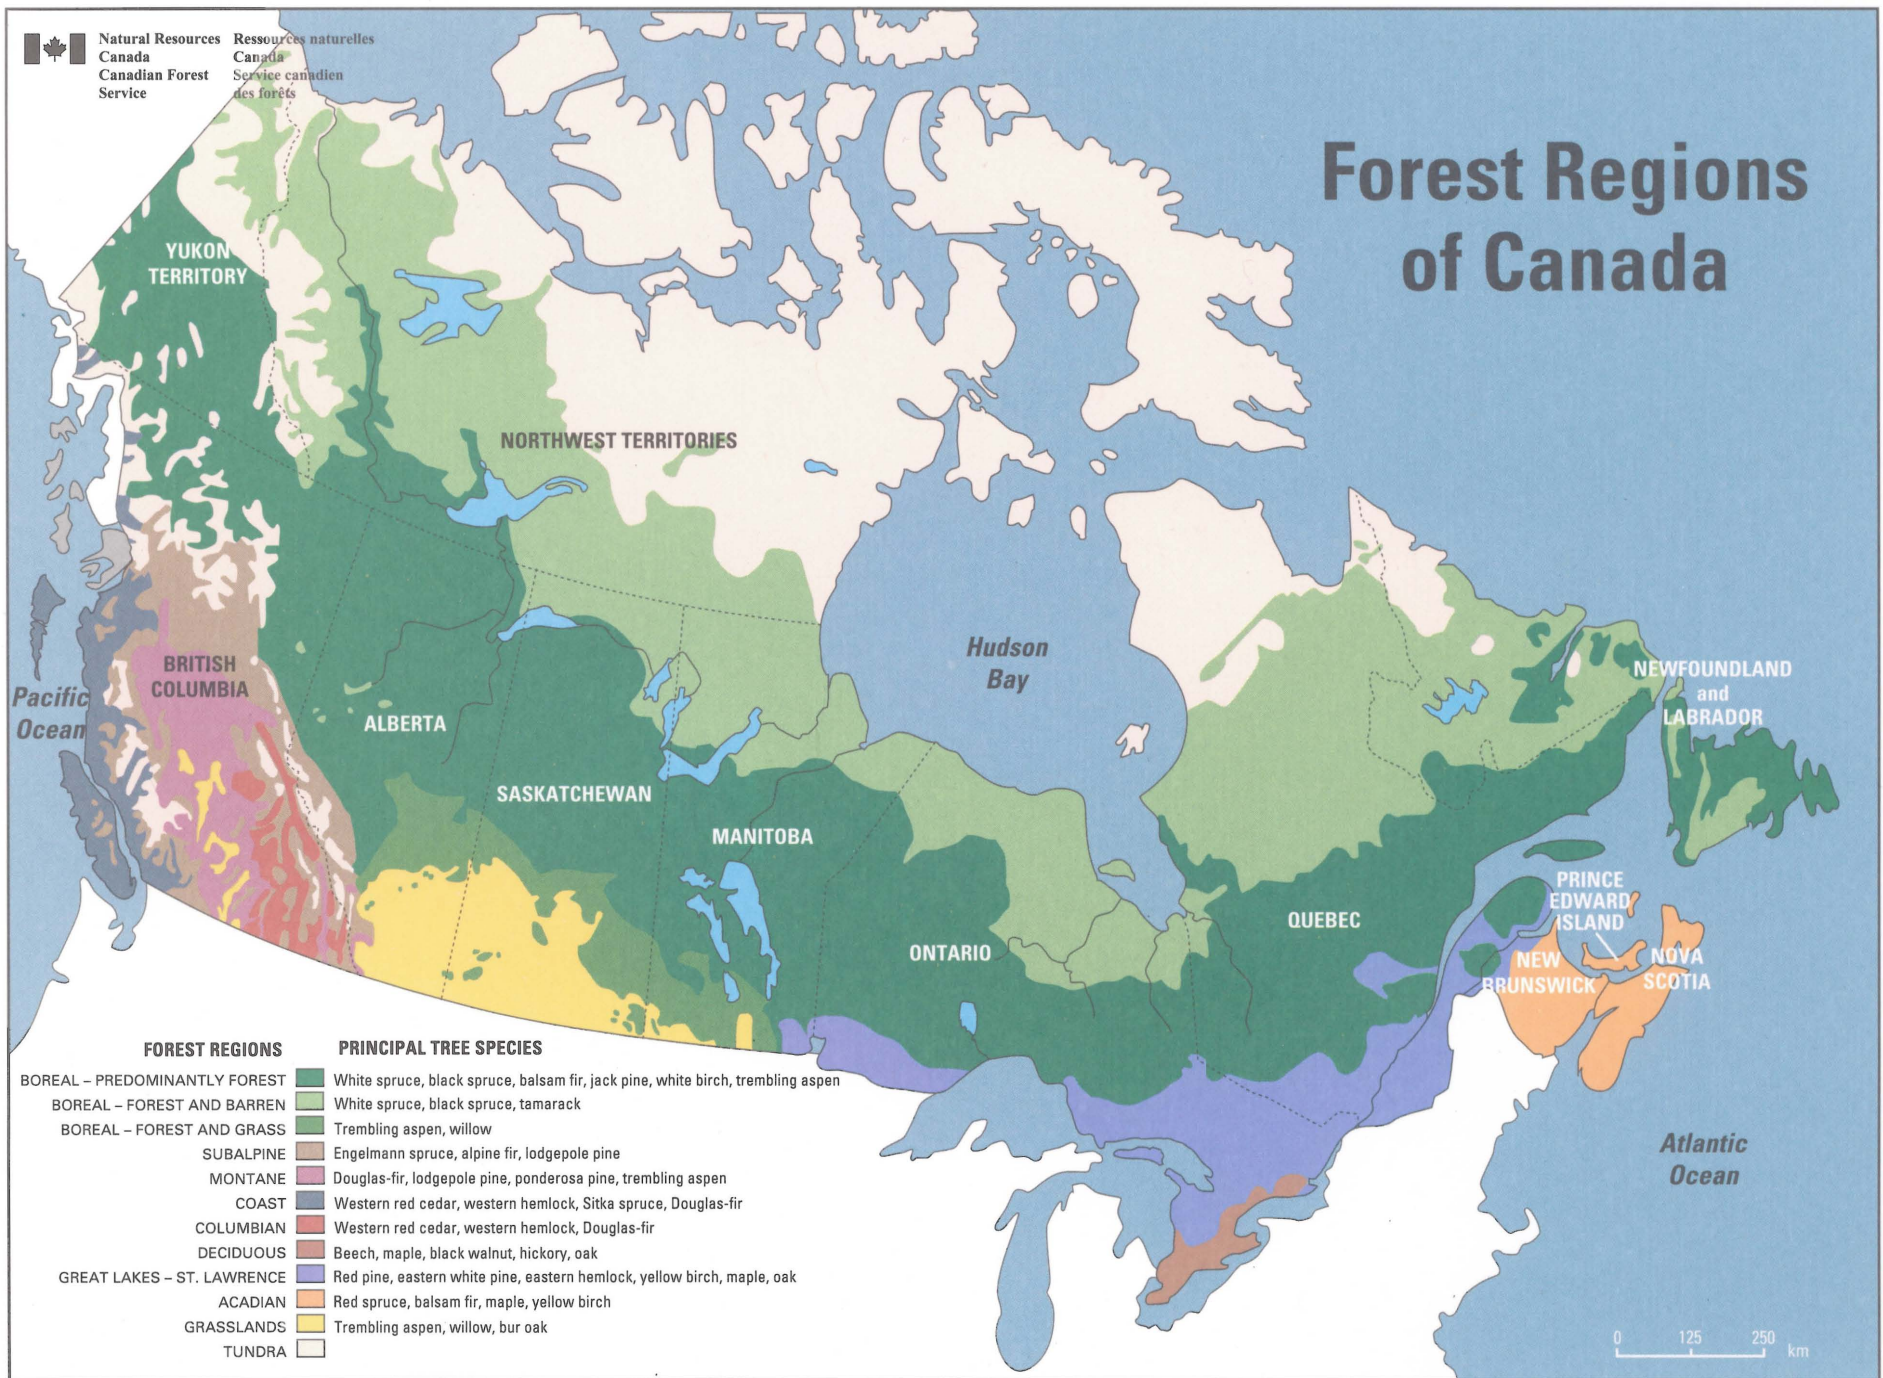 Natural Resources Canada Canadian Forest Service
Ressources naturelles Canada Service canadien des forêts
Forest Regions
of Canada
YUKON
TERRITORY
NORTHWEST TERRITORIES
BRITISH
COLUMBIA
Pacific
Ocean
ALBERTA
SASKATCHEWAN
MANITOBA
Hudson
Bay
ONTARIO
QUEBEC
NEWFOUNDLAND
and
LABRADOR
PRINCE
EDWARD
ISLAND
NEW
BRUNSWICK
NOVA
SCOTIA
Atlantic
Ocean
0 125 250
km
FOREST REGIONS PRINCIPAL TREE SPECIES
BOREAL – PREDOMINANTLY FOREST White spruce, black spruce, balsam fir, jack pine, white birch, trembling aspen
BOREAL – FOREST AND BARREN White spruce, black spruce, tamarack
BOREAL – FOREST AND GRASS Trembling aspen, willow
SUBALPINE Engelmann spruce, alpine fir, lodgepole pine
MONTANE Douglas-fir, lodgepole pine, ponderosa pine, trembling aspen
COAST Western red cedar, western hemlock, Sitka spruce, Douglas-fir
COLUMBIAN Western red cedar, western hemlock, Douglas-fir
DECIDUOUS Beech, maple, black walnut, hickory, oak
GREAT LAKES – ST. LAWRENCE Red pine, eastern white pine, eastern hemlock, yellow birch, maple, oak
ACADIAN Red spruce, balsam fir, maple, yellow birch
GRASSLANDS Trembling aspen, willow, bur oak
TUNDRA